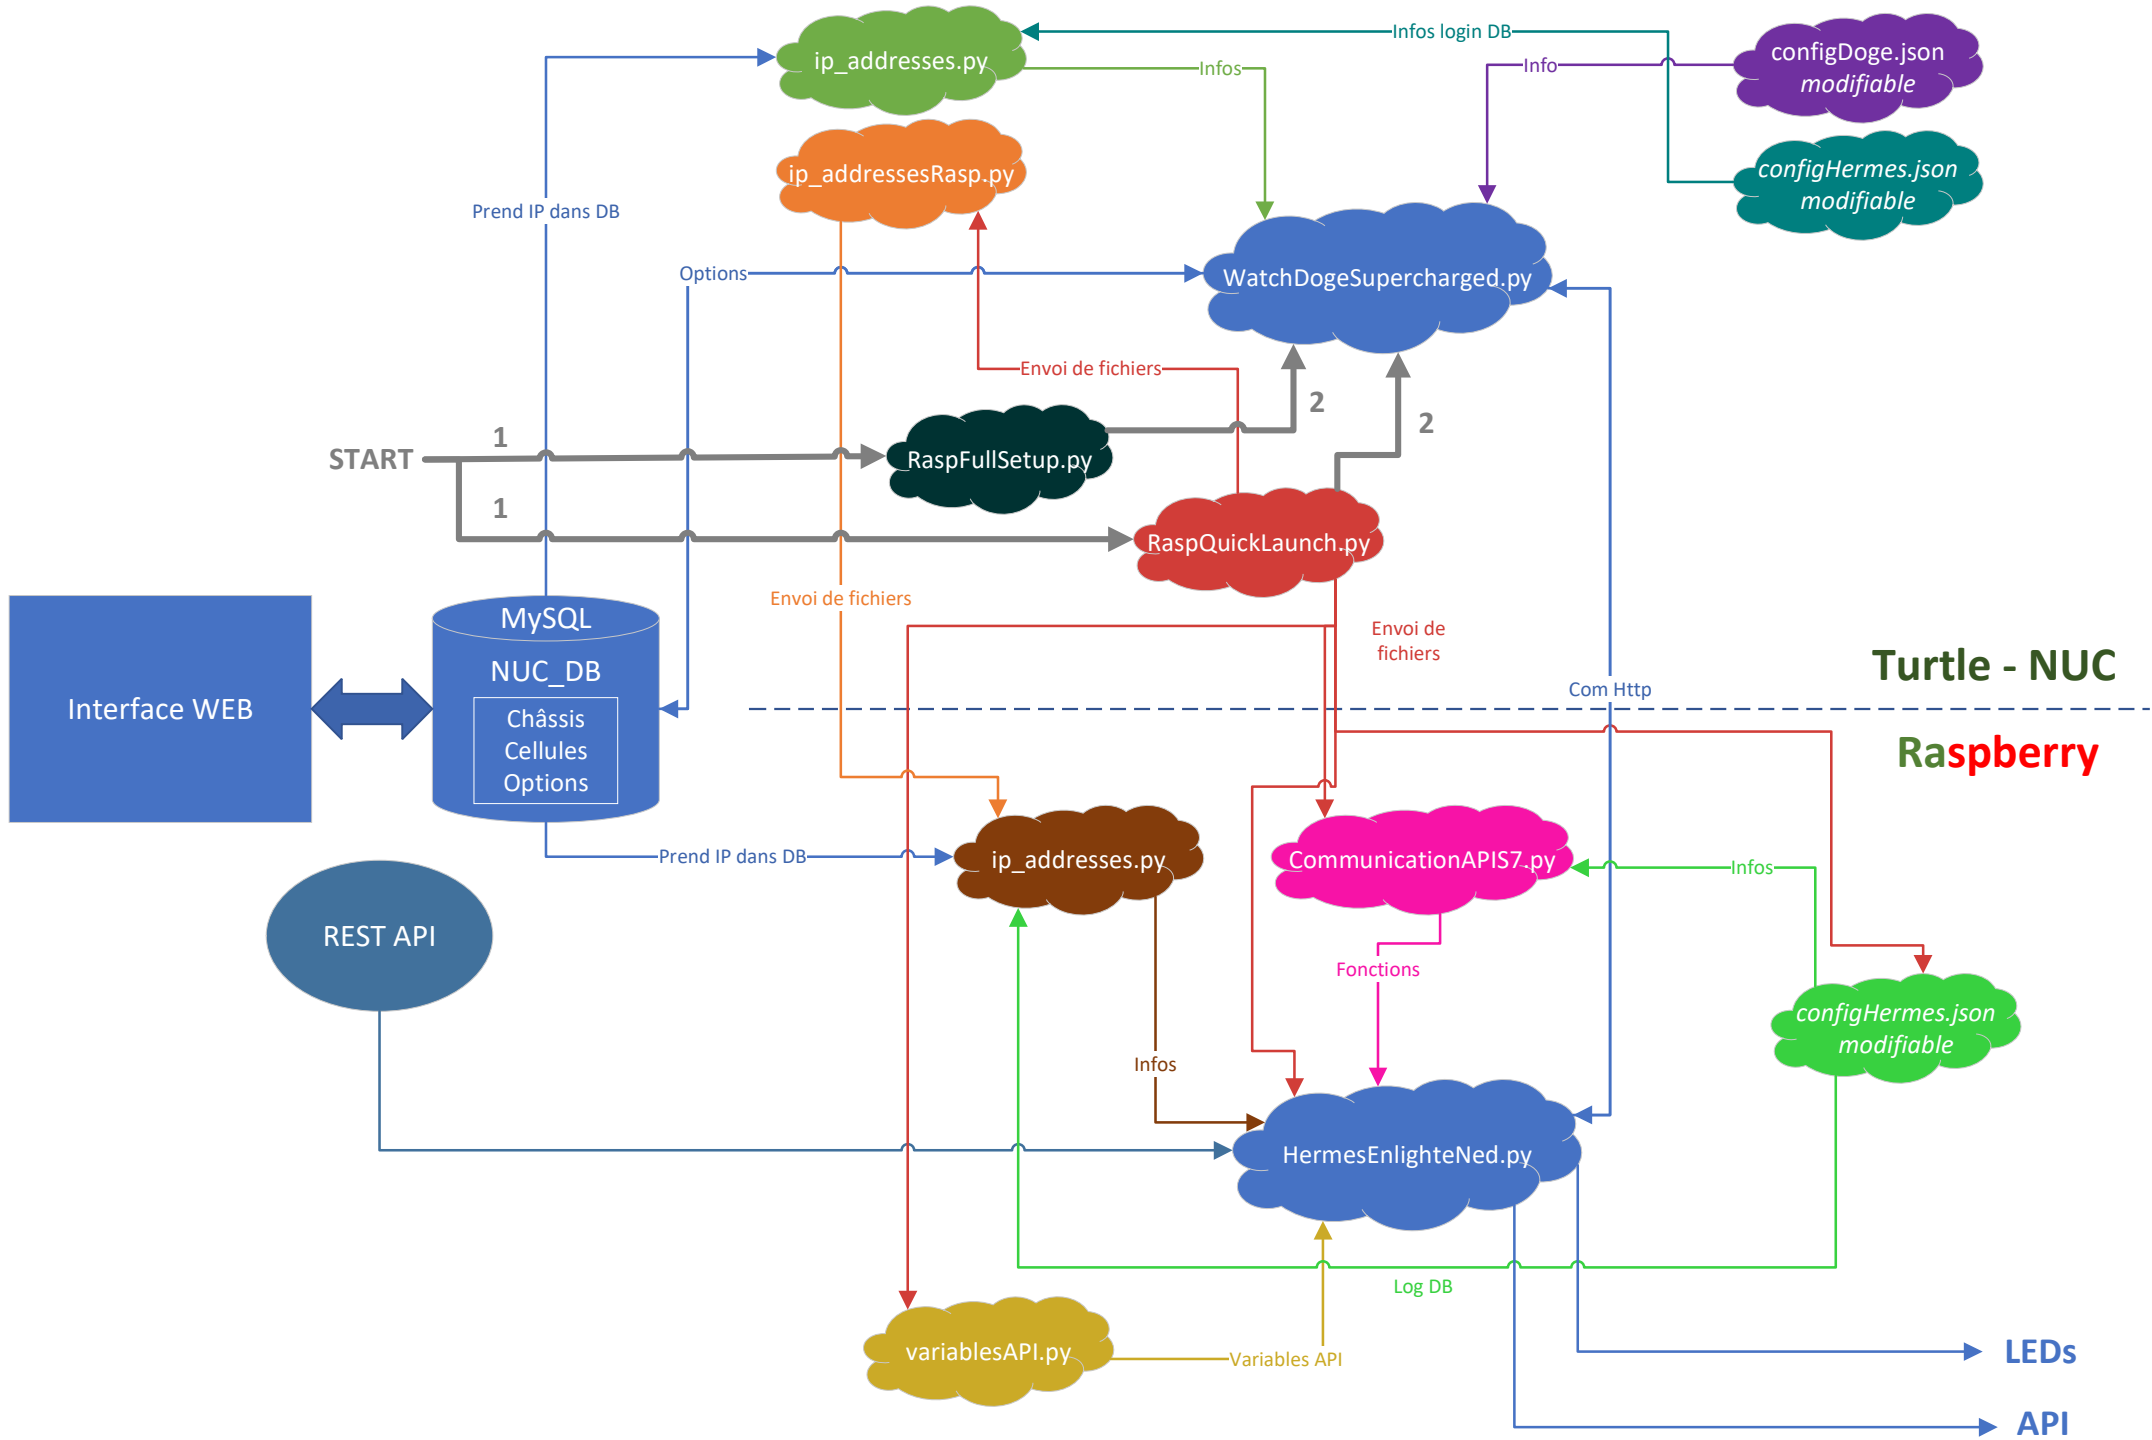 Infos login DB
configDoge.json
modifiable
ip_addresses.py
Infos
Info
ip_addressesRasp.py
configHermes.json
modifiable
Prend IP dans DB
Options
WatchDogeSupercharged.py
Envoi de fichiers
2
2
1
START
RaspFullSetup.py
1
RaspQuickLaunch.py
Envoi de fichiers
MySQL
Envoi de
fichiers
NUC_DB
Turtle - NUC
Com Http
Interface WEB
Châssis
Cellules
Options
Raspberry
Prend IP dans DB
ip_addresses.py
CommunicationAPIS7.py
Infos
REST API
Fonctions
configHermes.json
modifiable
Infos
HermesEnlighteNed.py
Log DB
variablesAPI.py
Variables API
LEDs
API